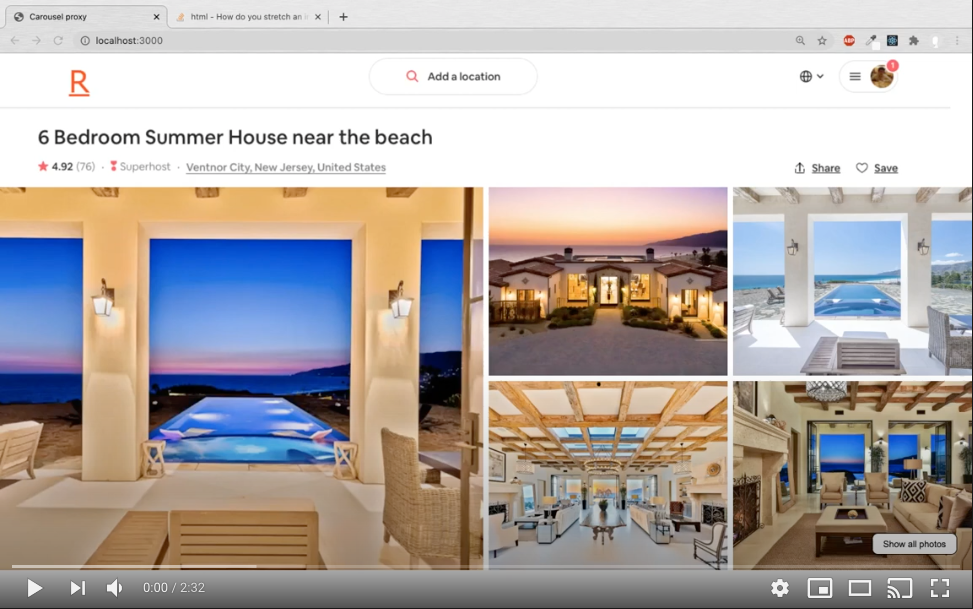 Carousel proxy
html - How do you stretch an i
localhost:3000
ABP
R
Add a location
1
6 Bedroom Summer House near the beach
4.92 (76) · Superhost · Ventnor City, New Jersey, United States
Share
Save
Show all photos
0:00 / 2:32